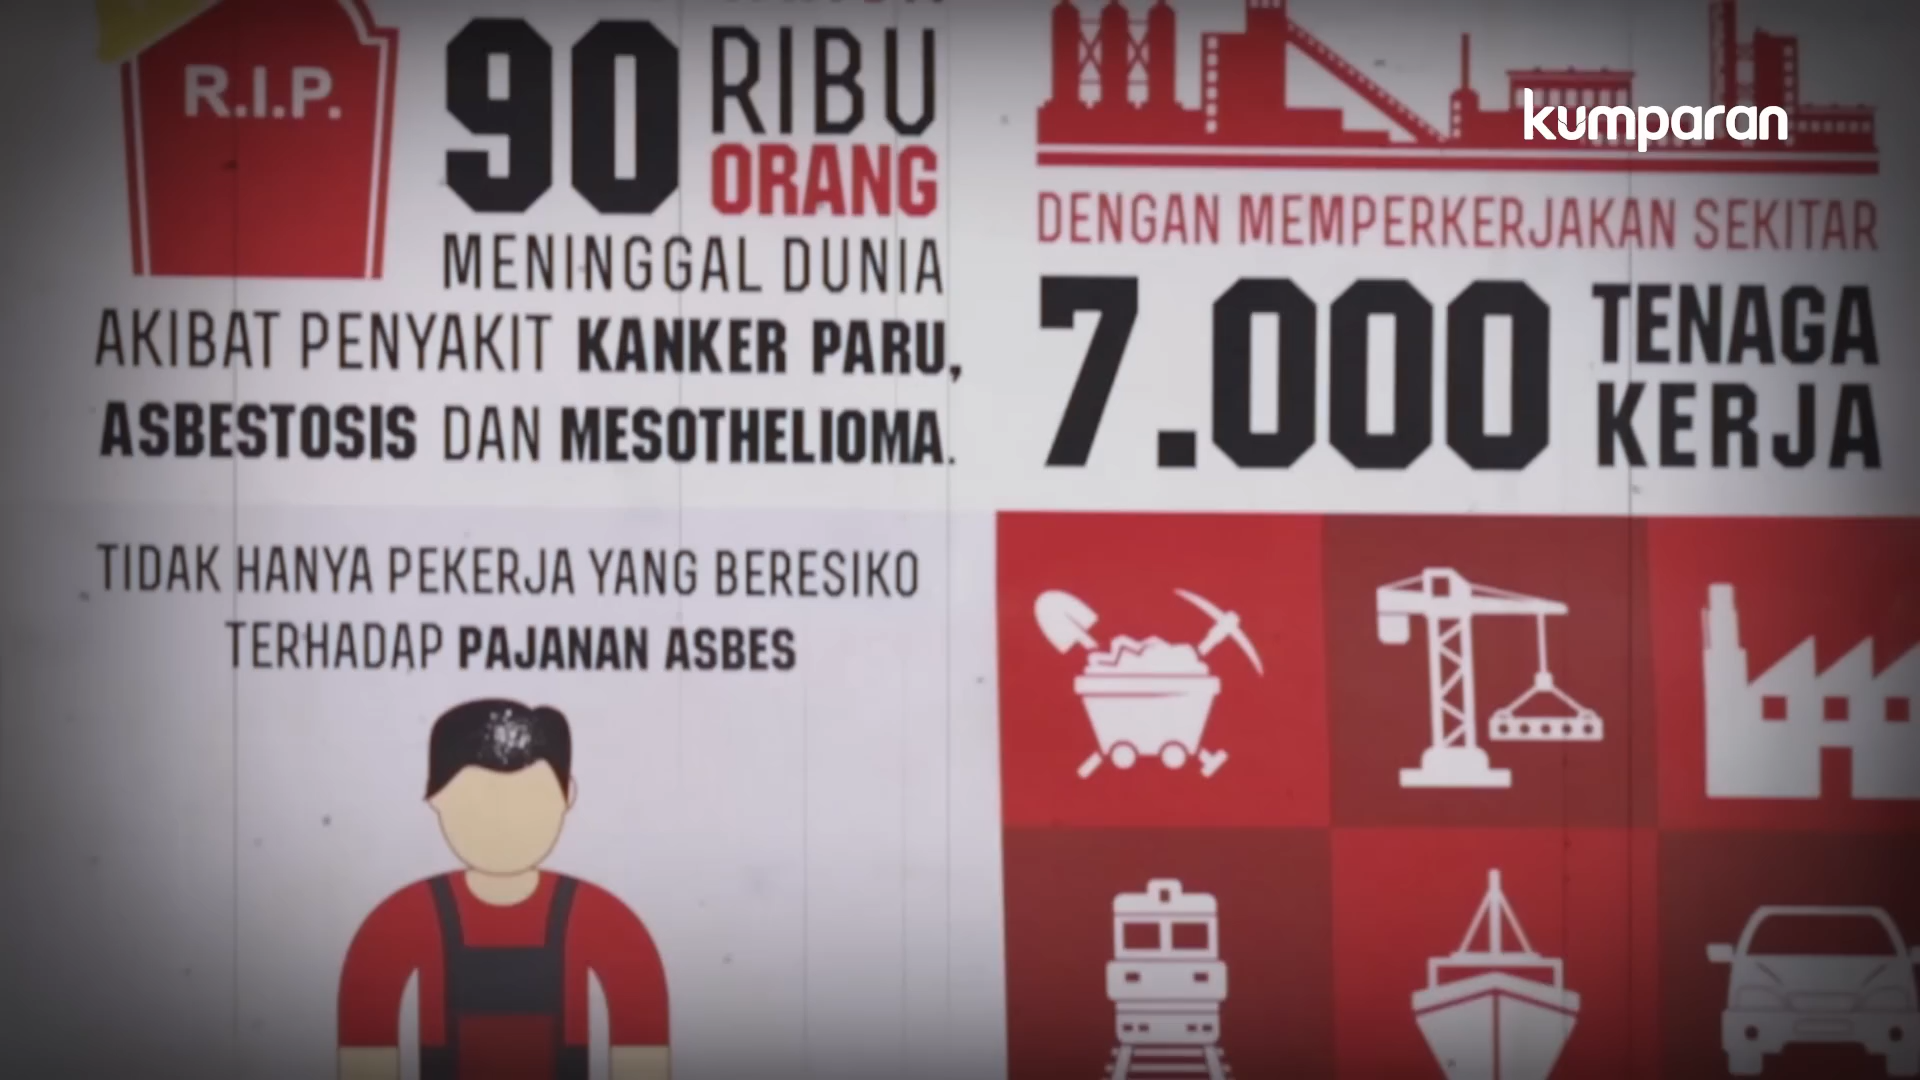 R.I.P.
90 RIBU
ORANG
MENINGGAL DUNIA
AKIBAT PENYAKIT KANKER PARU,
ASBESTOSIS DAN MESOTHELIOMA.
TIDAK HANYA PEKERJA YANG BERESIKO
TERHADAP PAJANAN ASBES
kumparan
DENGAN MEMPERKERJAKAN SEKITAR
7.000 TENAGA
KERJA